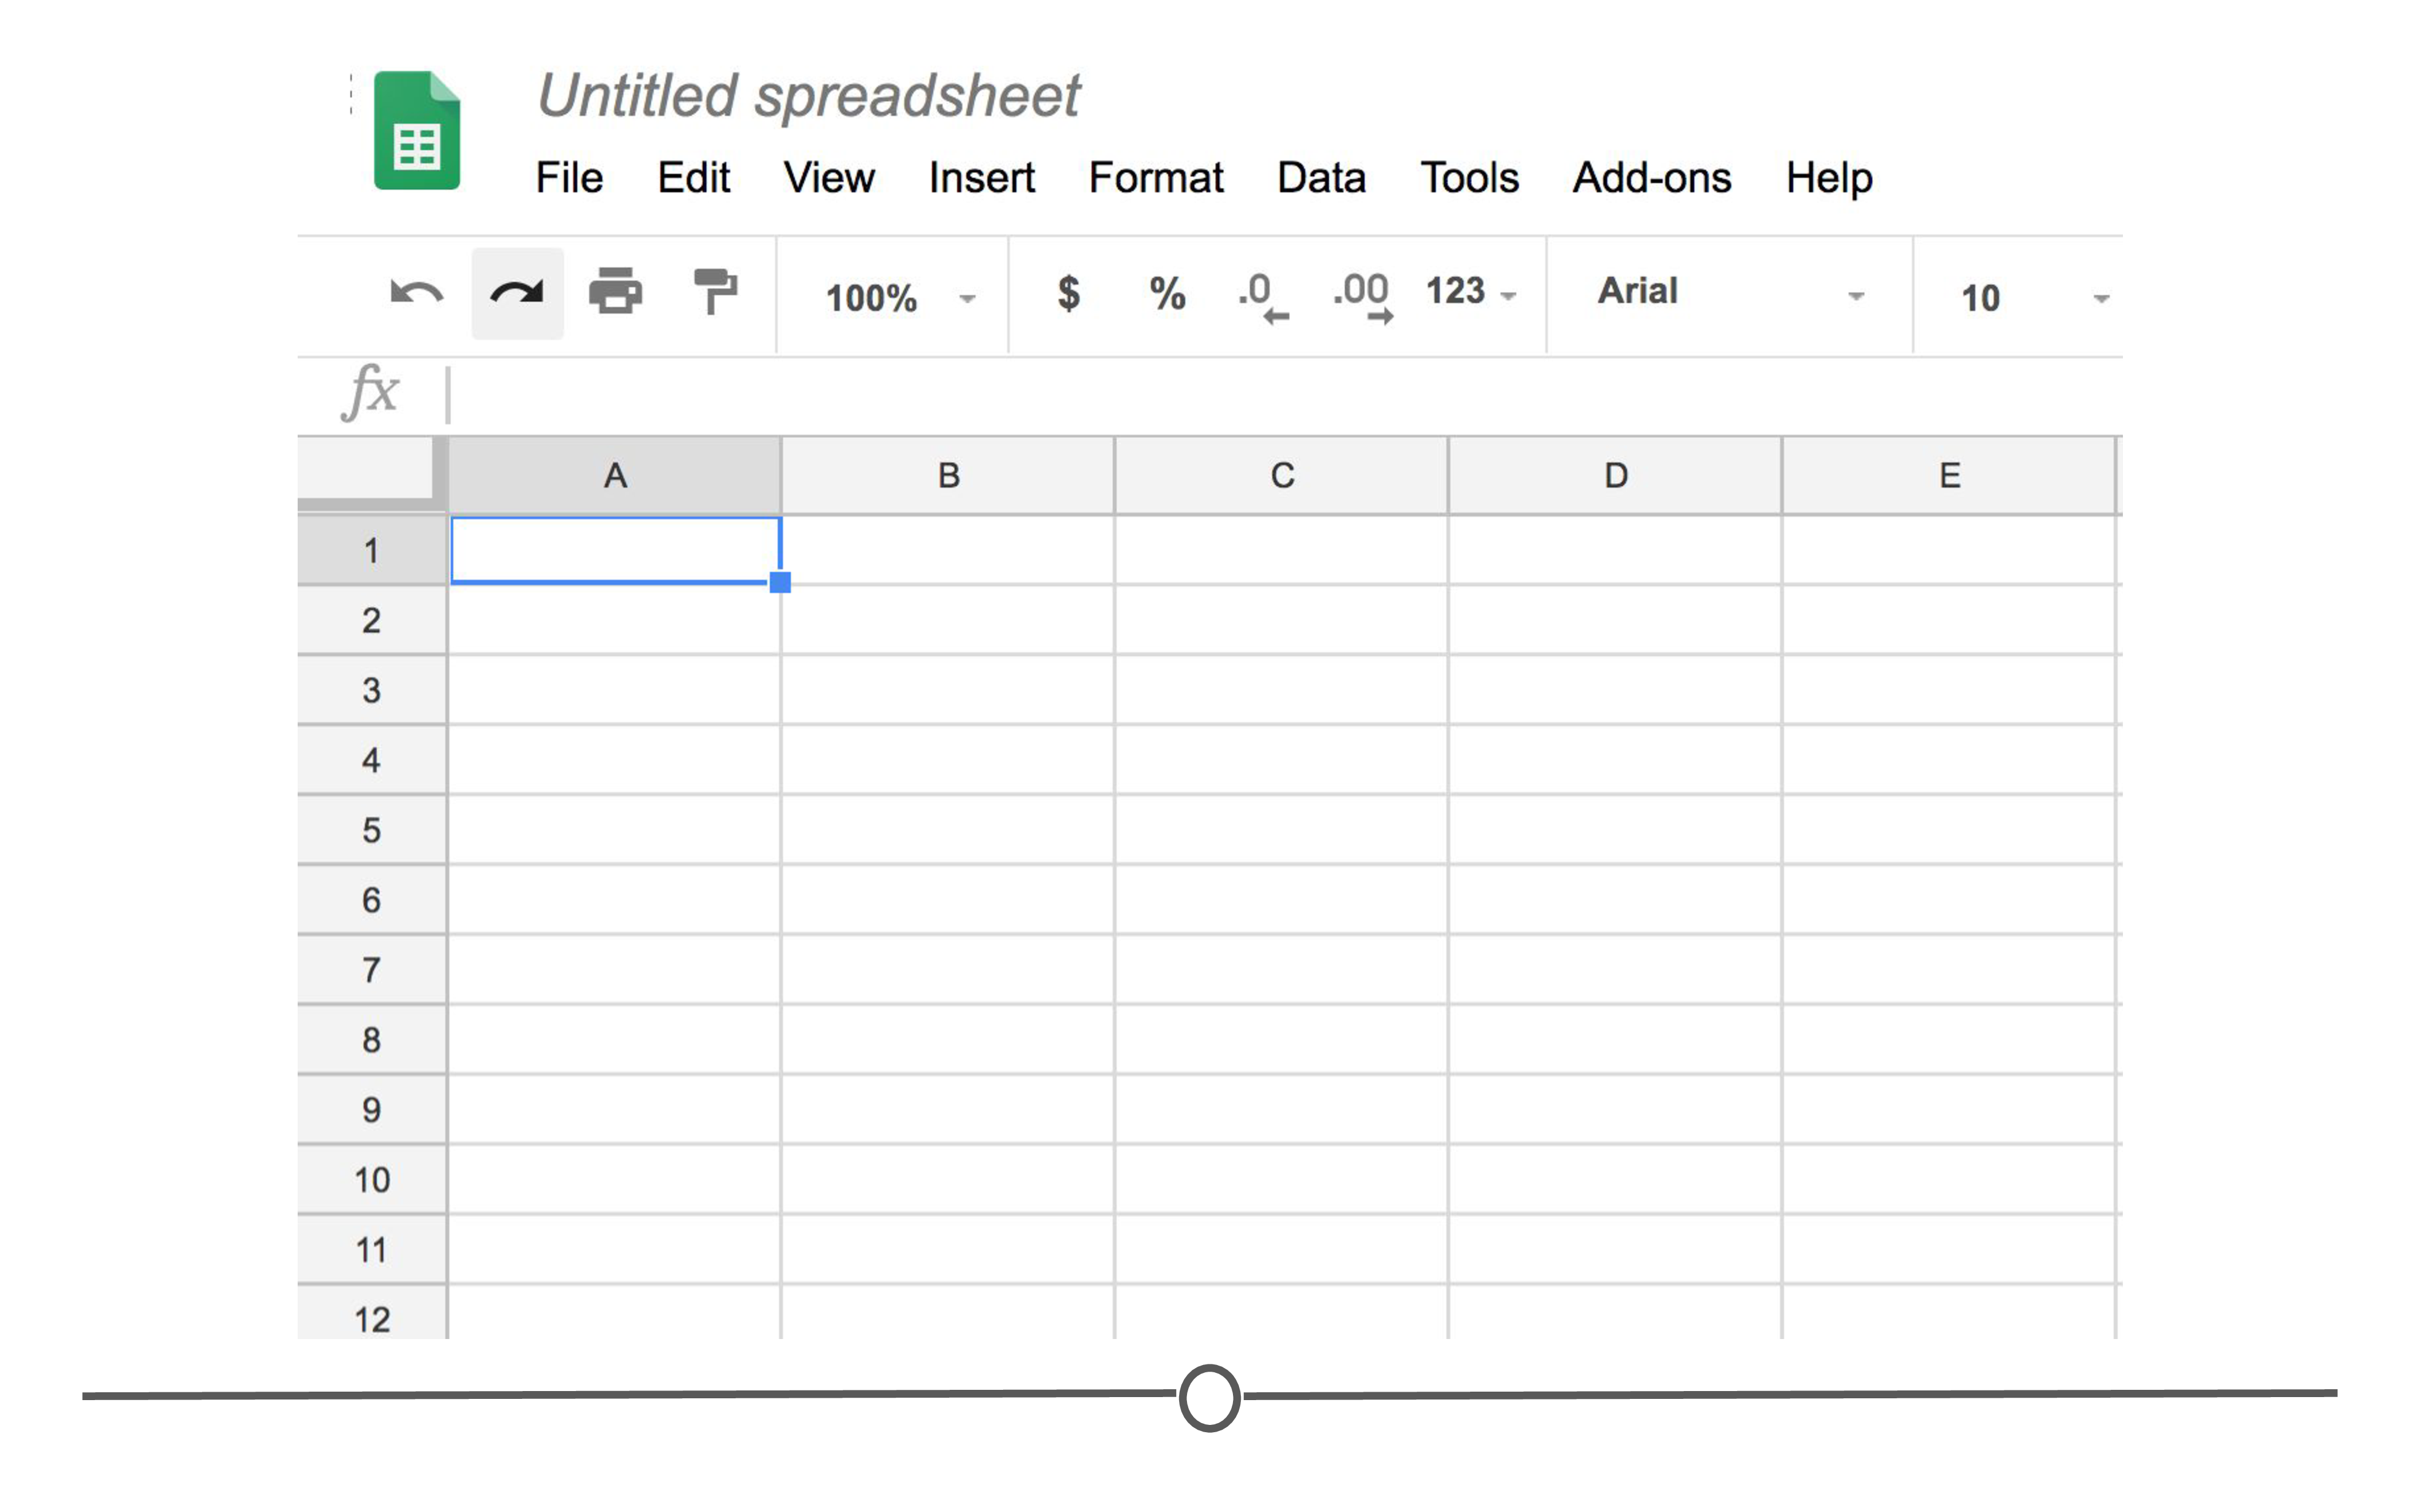 Untitled spreadsheet
File Edit View Insert Format Data Tools Add-ons Help
100% $ % .0 .00 123 Arial 10
fx
A B C D E
1
2
3
4
5
6
7
8
9
10
11
12